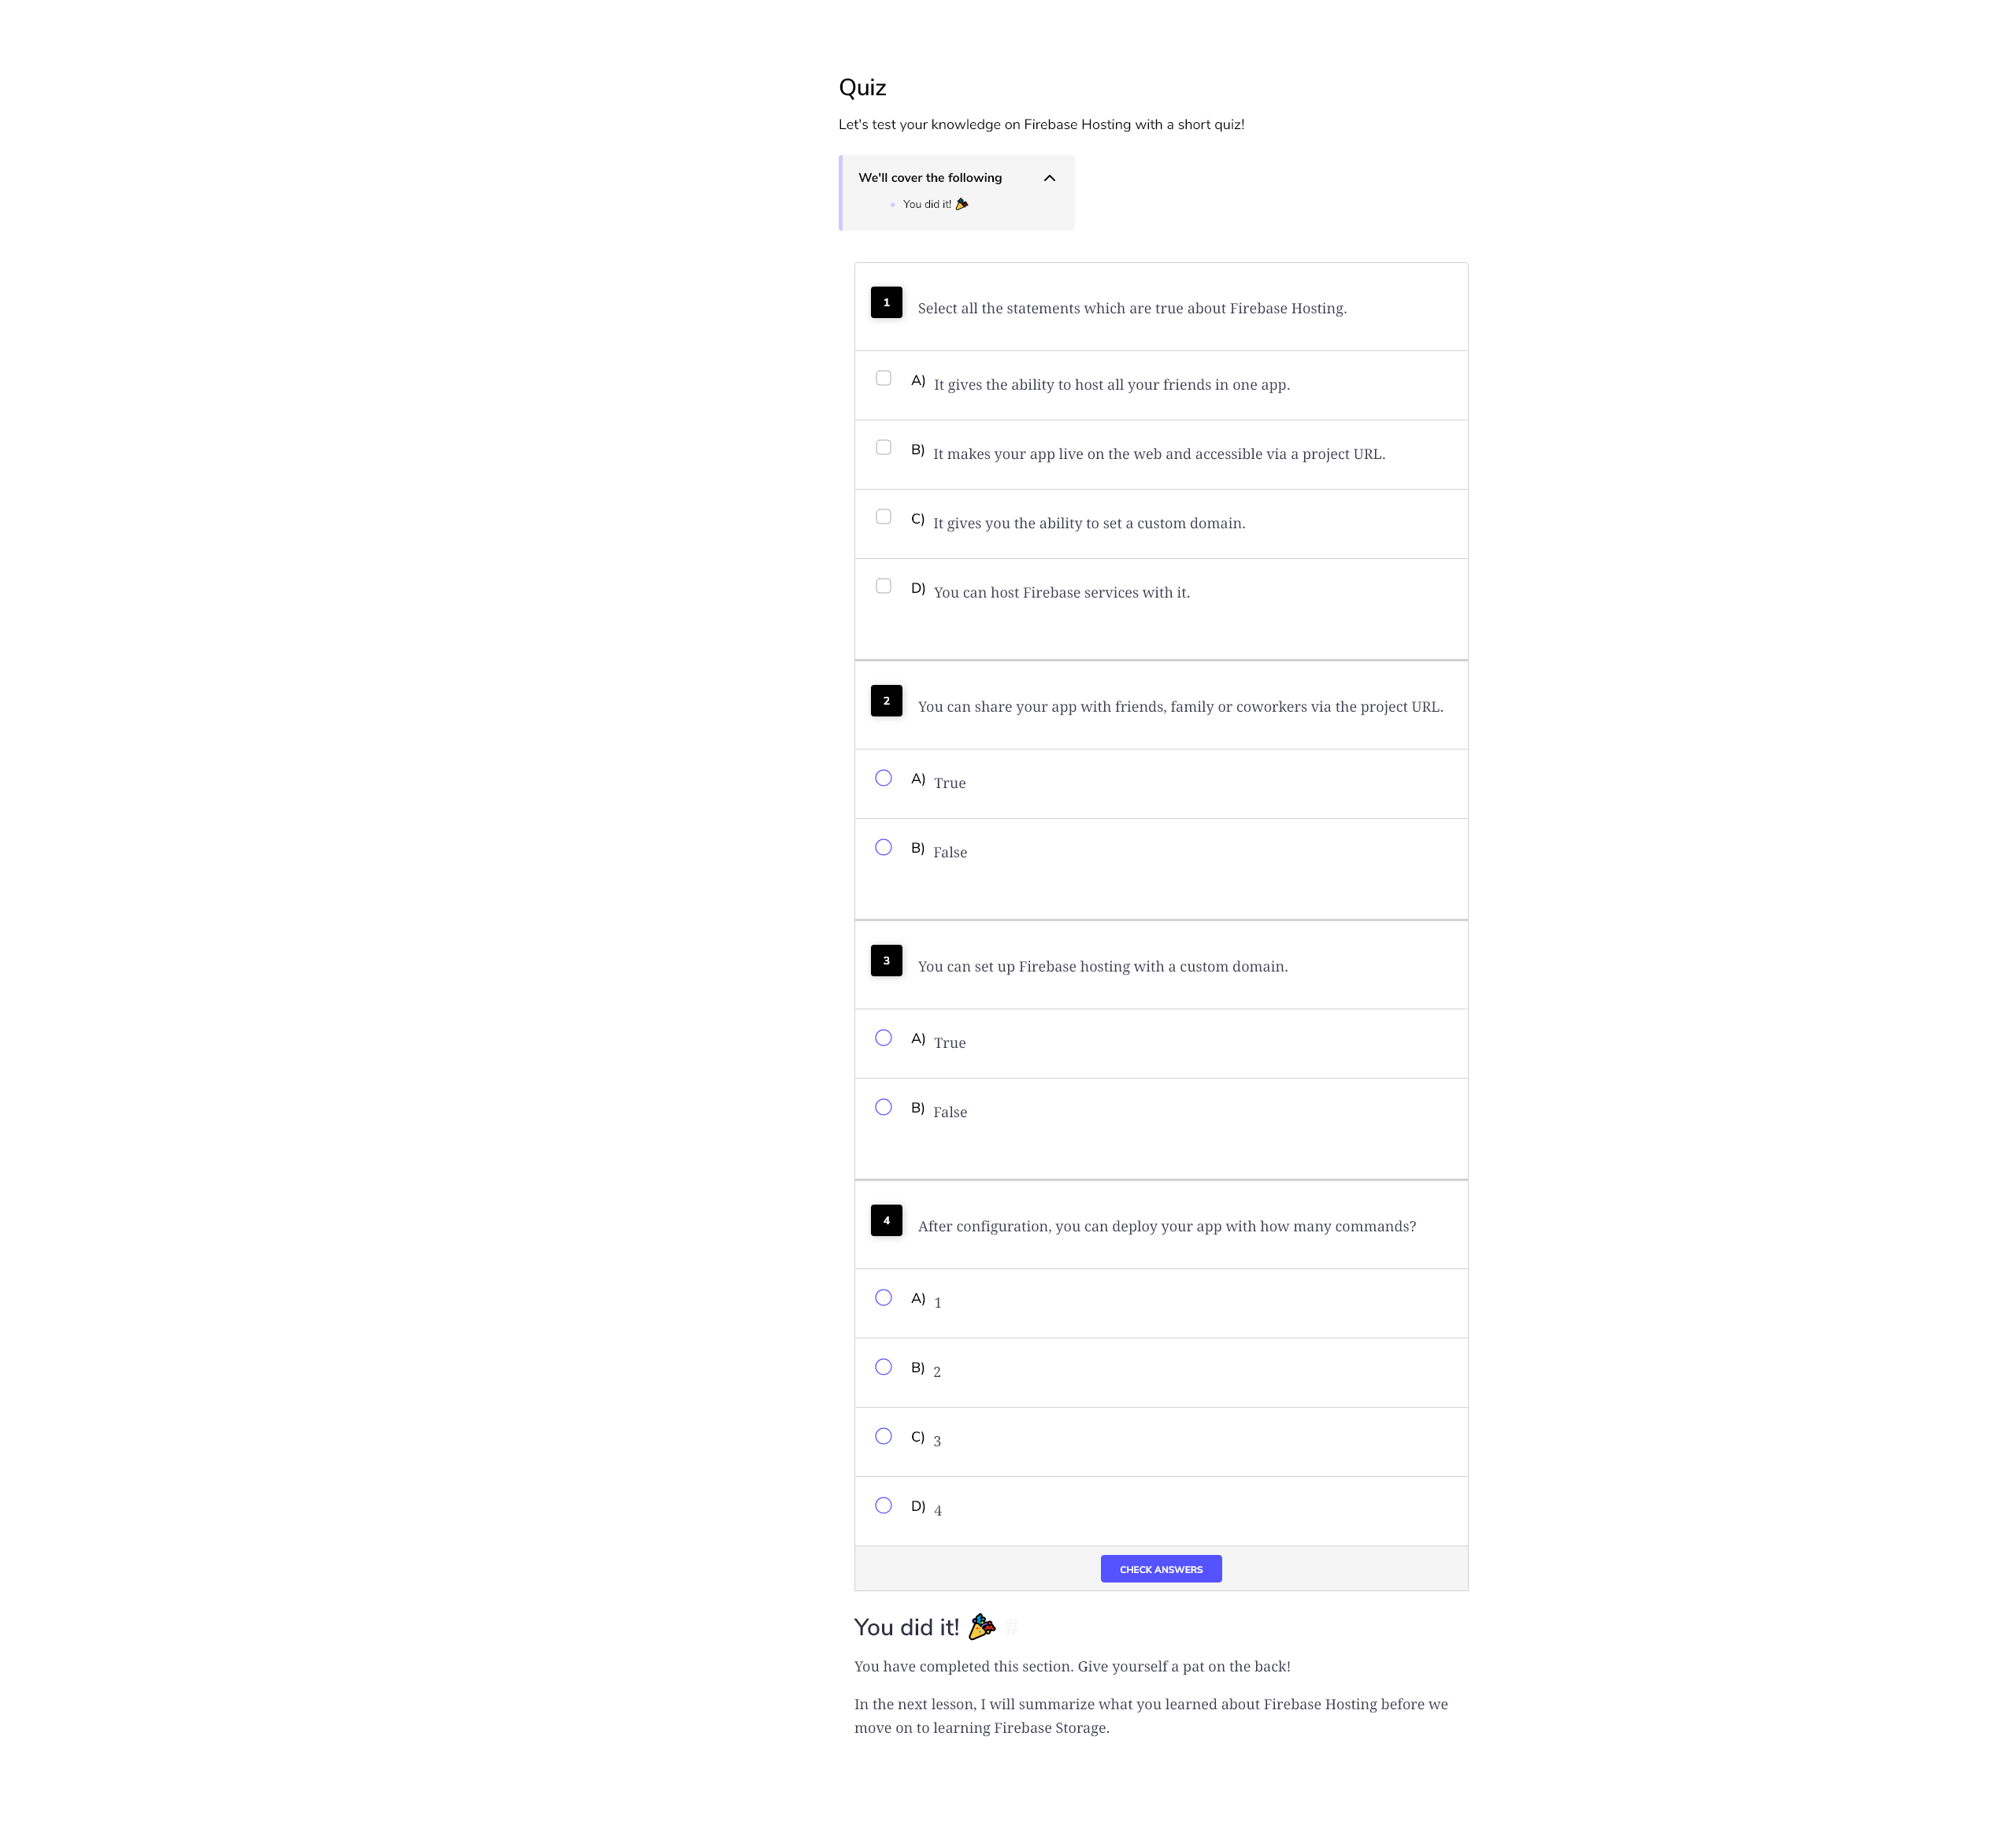 Quiz
Let's test your knowledge on Firebase Hosting with a short quiz!
We'll cover the following
You did it! 🎉
1 Select all the statements which are true about Firebase Hosting.
A) It gives the ability to host all your friends in one app.
B) It makes your app live on the web and accessible via a project URL.
C) It gives you the ability to set a custom domain.
D) You can host Firebase services with it.
2 You can share your app with friends, family or coworkers via the project URL.
A) True
B) False
3 You can set up Firebase hosting with a custom domain.
A) True
B) False
4 After configuration, you can deploy your app with how many commands?
A) 1
B) 2
C) 3
D) 4
CHECK ANSWERS
You did it! 🎉 #
You have completed this section. Give yourself a pat on the back!
In the next lesson, I will summarize what you learned about Firebase Hosting before we
move on to learning Firebase Storage.